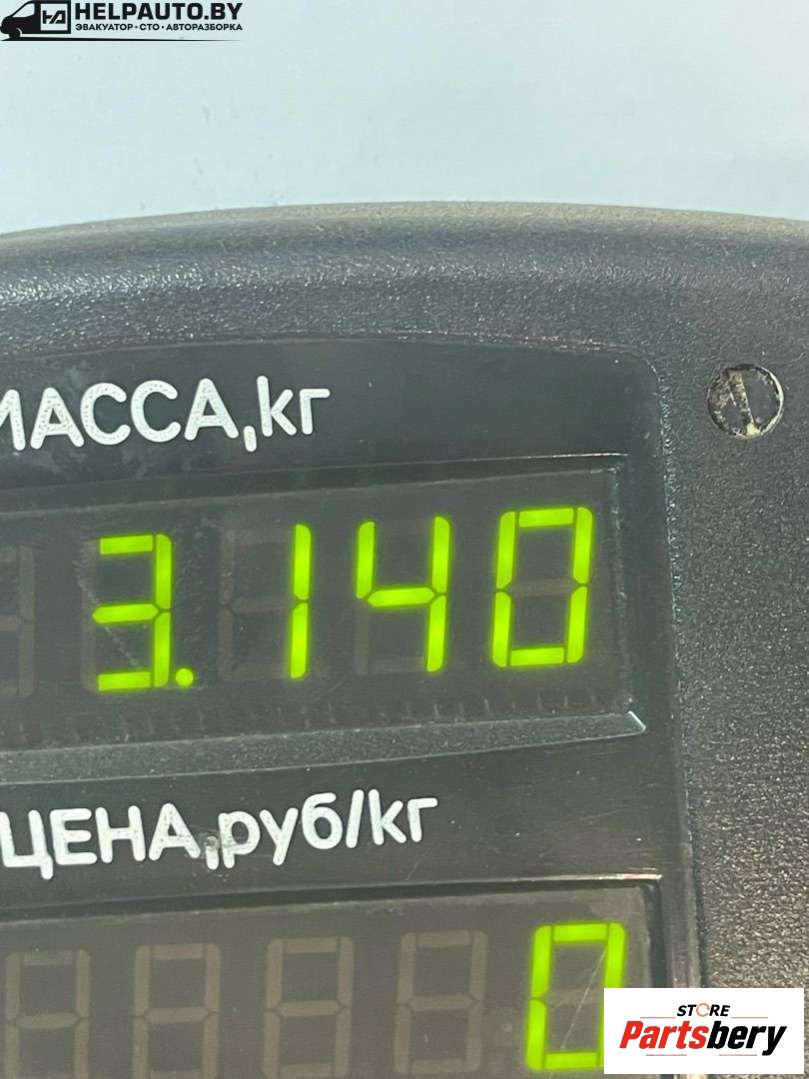 HELPAUTO.BY
ЭВАКУАТОР • СТО • АВТОРАЗБОРКА
МАССА,кг
3.140
ЦЕНА,руб/кг
0
STORE
Partsbery